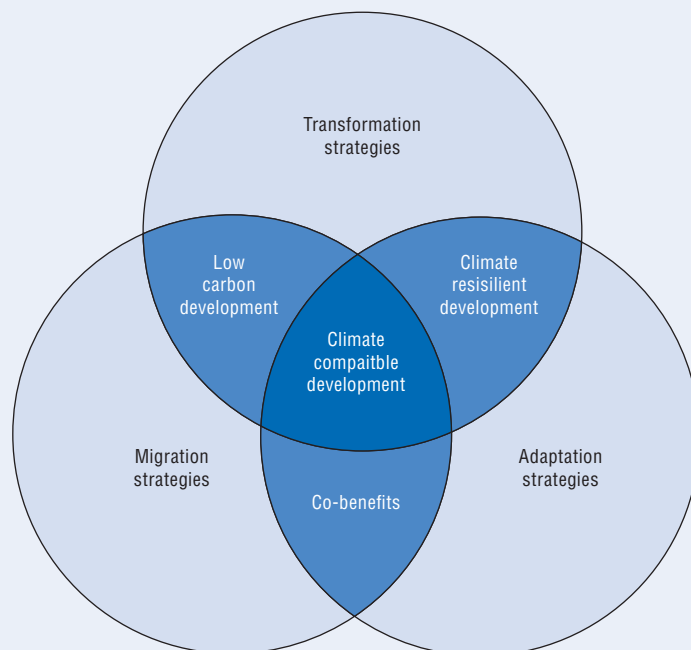 Transformation
strategies
Low
carbon
development
Climate
resisilient
development
Climate
compaitble
development
Migration
strategies
Adaptation
strategies
Co-benefits